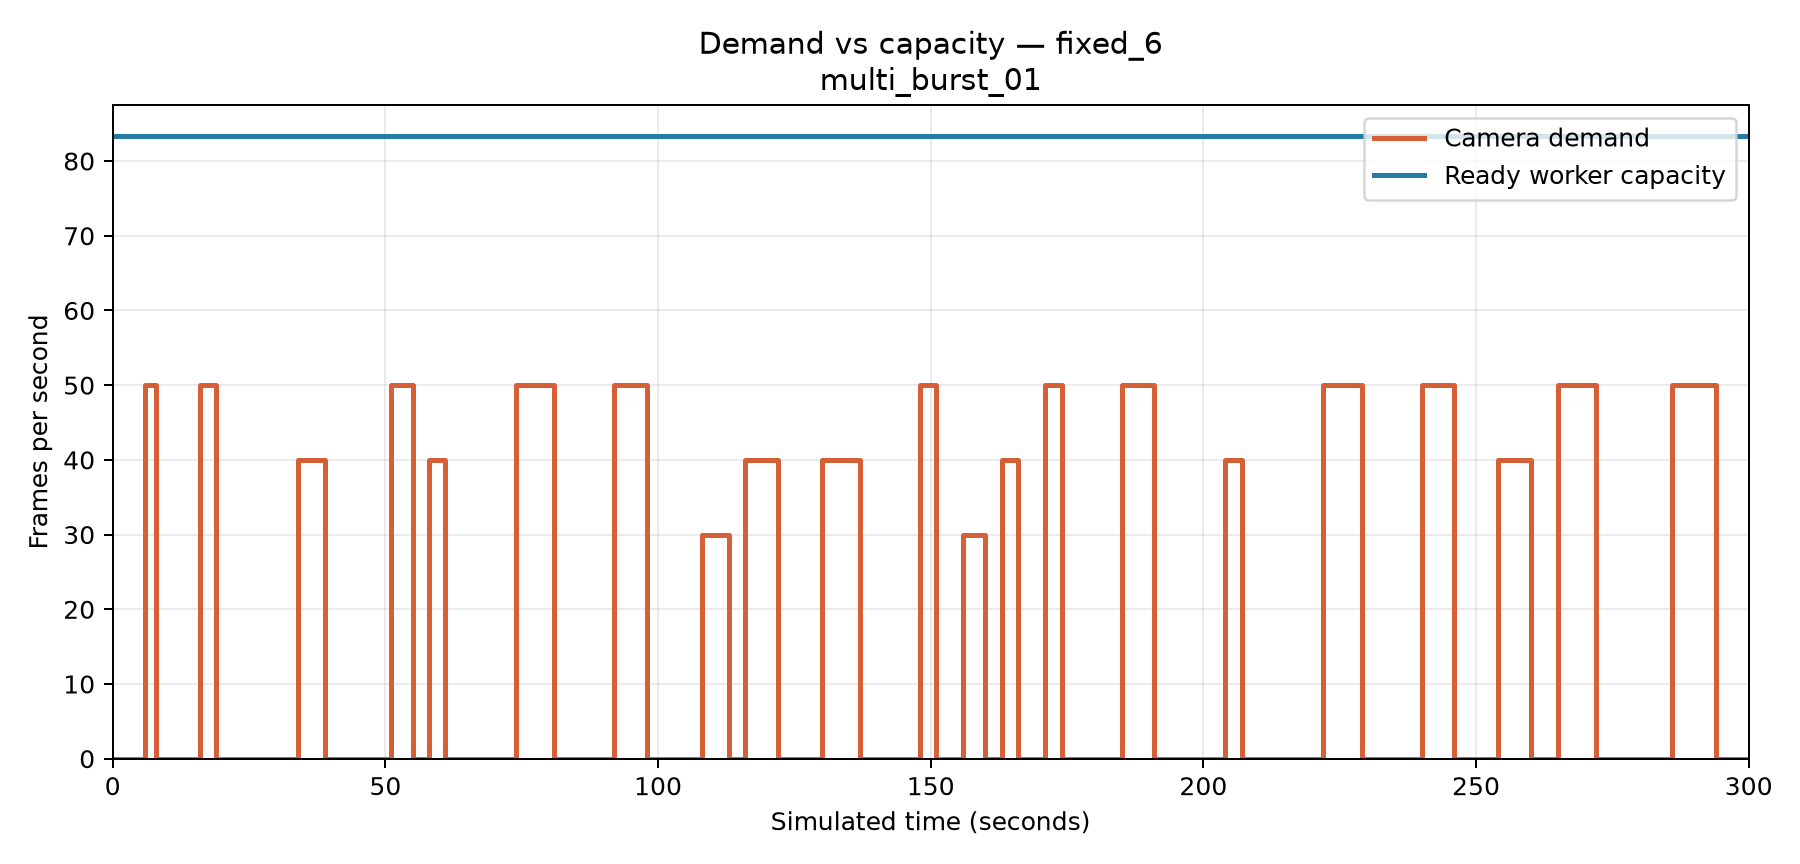 Demand vs capacity — fixed_6
multi_burst_01
Camera demand
Ready worker capacity
Frames per second
80
70
60
50
40
30
20
10
0
0 50 100 150 200 250 300
Simulated time (seconds)